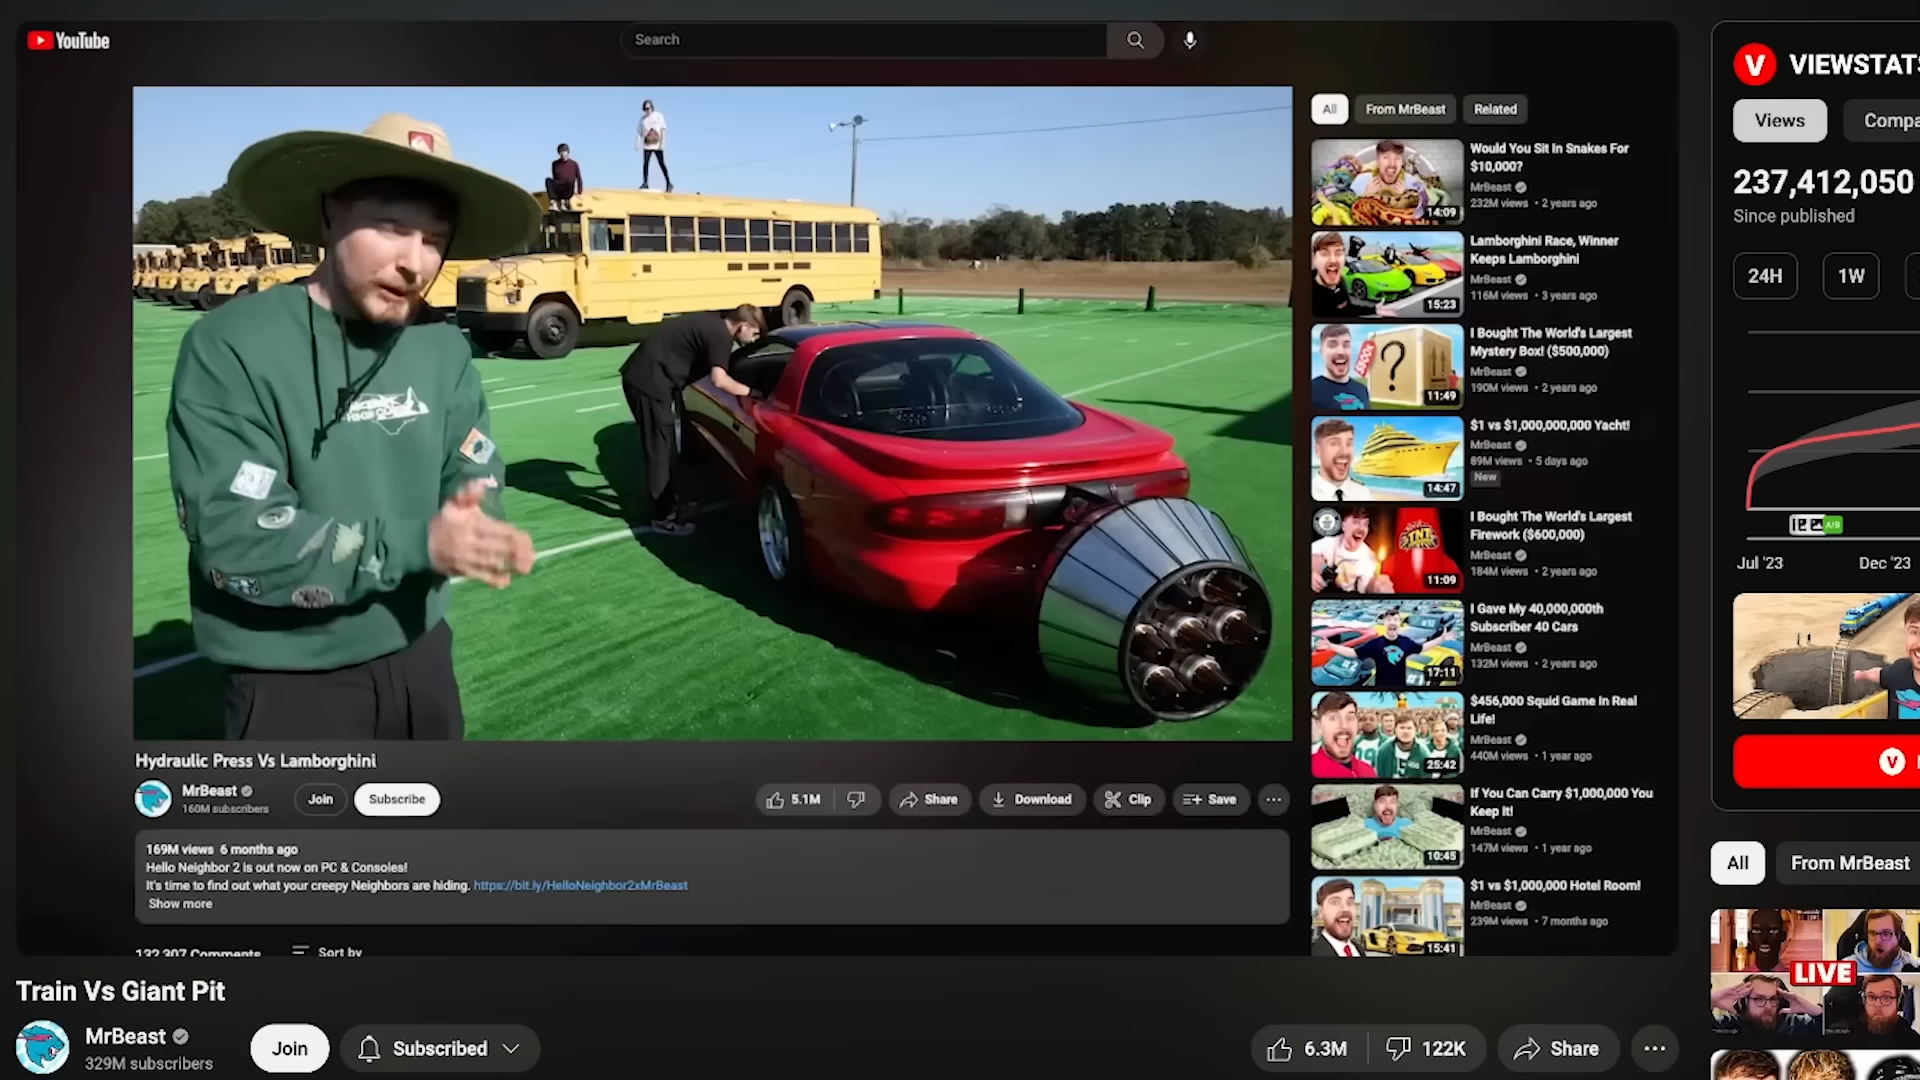 YouTube
Search
All
From MrBeast
Related
Would You Sit In Snakes For
$10,000?
MrBeast
232M views • 2 years ago
14:09
Lamborghini Race, Winner
Keeps Lamborghini
MrBeast
116M views • 3 years ago
15:23
I Bought The World's Largest
Mystery Box! ($500,000)
MrBeast
190M views • 2 years ago
11:49
$1 vs $1,000,000,000 Yacht!
MrBeast
89M views • 5 days ago
New
14:47
I Bought The World's Largest
Firework ($600,000)
MrBeast
184M views • 2 years ago
TNT
11:09
I Gave My 40,000,000th
Subscriber 40 Cars
MrBeast
132M views • 2 years ago
17:11
$456,000 Squid Game In Real
Life!
MrBeast
440M views • 1 year ago
25:42
If You Can Carry $1,000,000 You
Keep It!
MrBeast
147M views • 1 year ago
10:45
$1 vs $1,000,000 Hotel Room!
MrBeast
239M views • 7 months ago
15:41
Hydraulic Press Vs Lamborghini
MrBeast
160M subscribers
Join
Subscribe
5.1M
Share
Download
Clip
Save
169M views 6 months ago
Hello Neighbor 2 is out now on PC & Consoles!
It's time to find out what your creepy Neighbors are hiding. https://bit.ly/HelloNeighbor2xMrBeast
Show more
132,307 Comments
Sort by
Train Vs Giant Pit
MrBeast
329M subscribers
Join
Subscribed
6.3M
122K
Share
V VIEWSTATS
Views
Compa
237,412,050
Since published
24H
1W
A/B
Jul '23
Dec '23
V
All
From MrBeast
LIVE